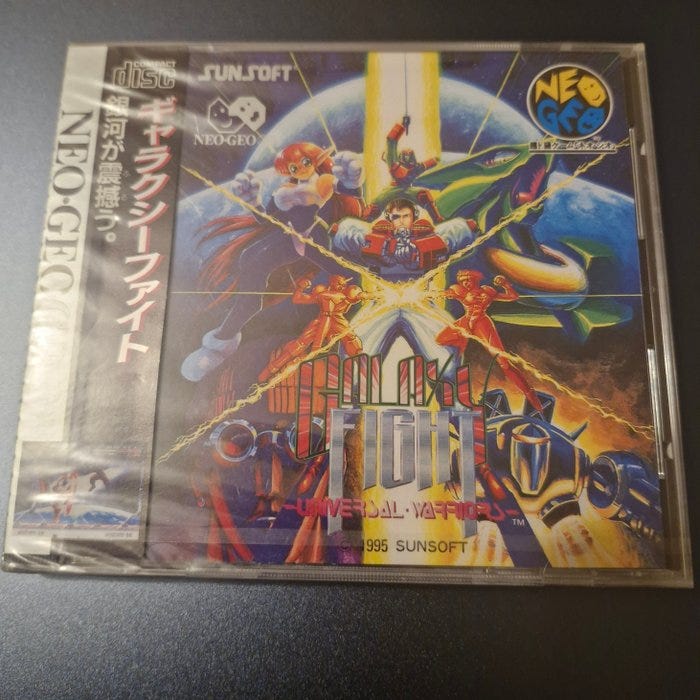 COMPACT
disc
ギャラクシーファイト
銀河が震撼う。
NEO·GEO
SUNSOFT
NEO·GEO
NEO
GEO
GALAXY
FIGHT
-UNIVERSAL·WARRIORS-
TM
© 1995 SUNSOFT